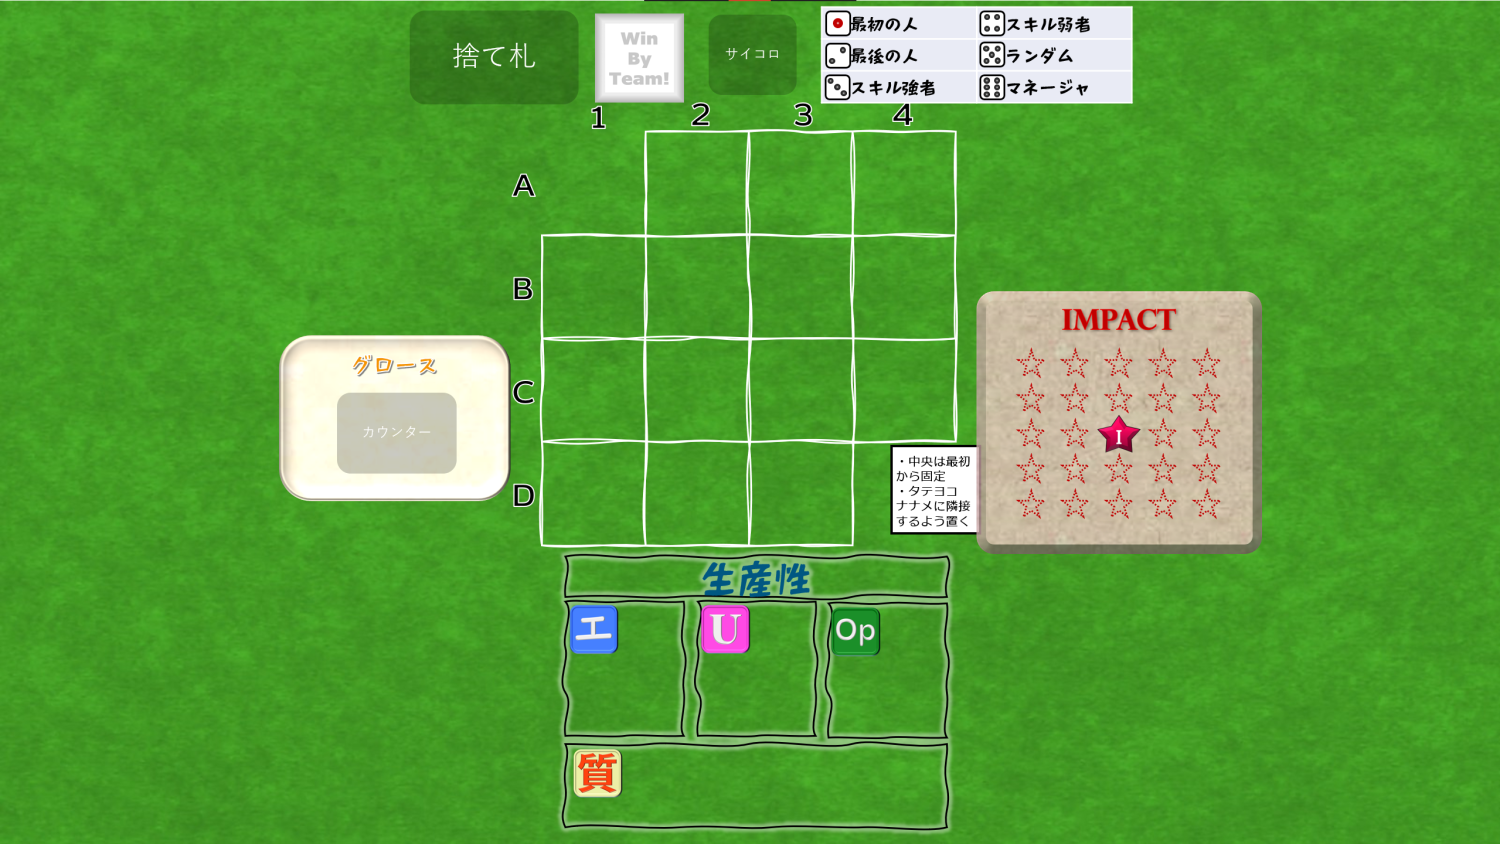 捨て札
Win
By
Team!
サイコロ
最初の人
スキル弱者
最後の人
ランダム
スキル強者
マネージャ
1
2
3
4
A
B
C
D
グロース
カウンター
IMPACT
I
・中央は最初
から固定
・タテヨコ
ナナメに隣接
するよう置く
生産性
エ
U
Op
質